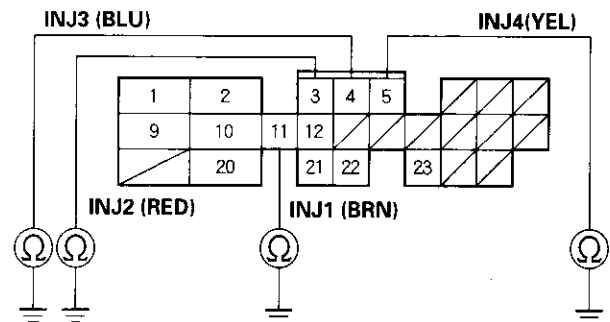 INJ3 (BLU) INJ4(YEL)
1 2 3 4 5
9 10 11 12
20 21 22 23
INJ2 (RED) INJ1 (BRN)
Ω Ω Ω Ω